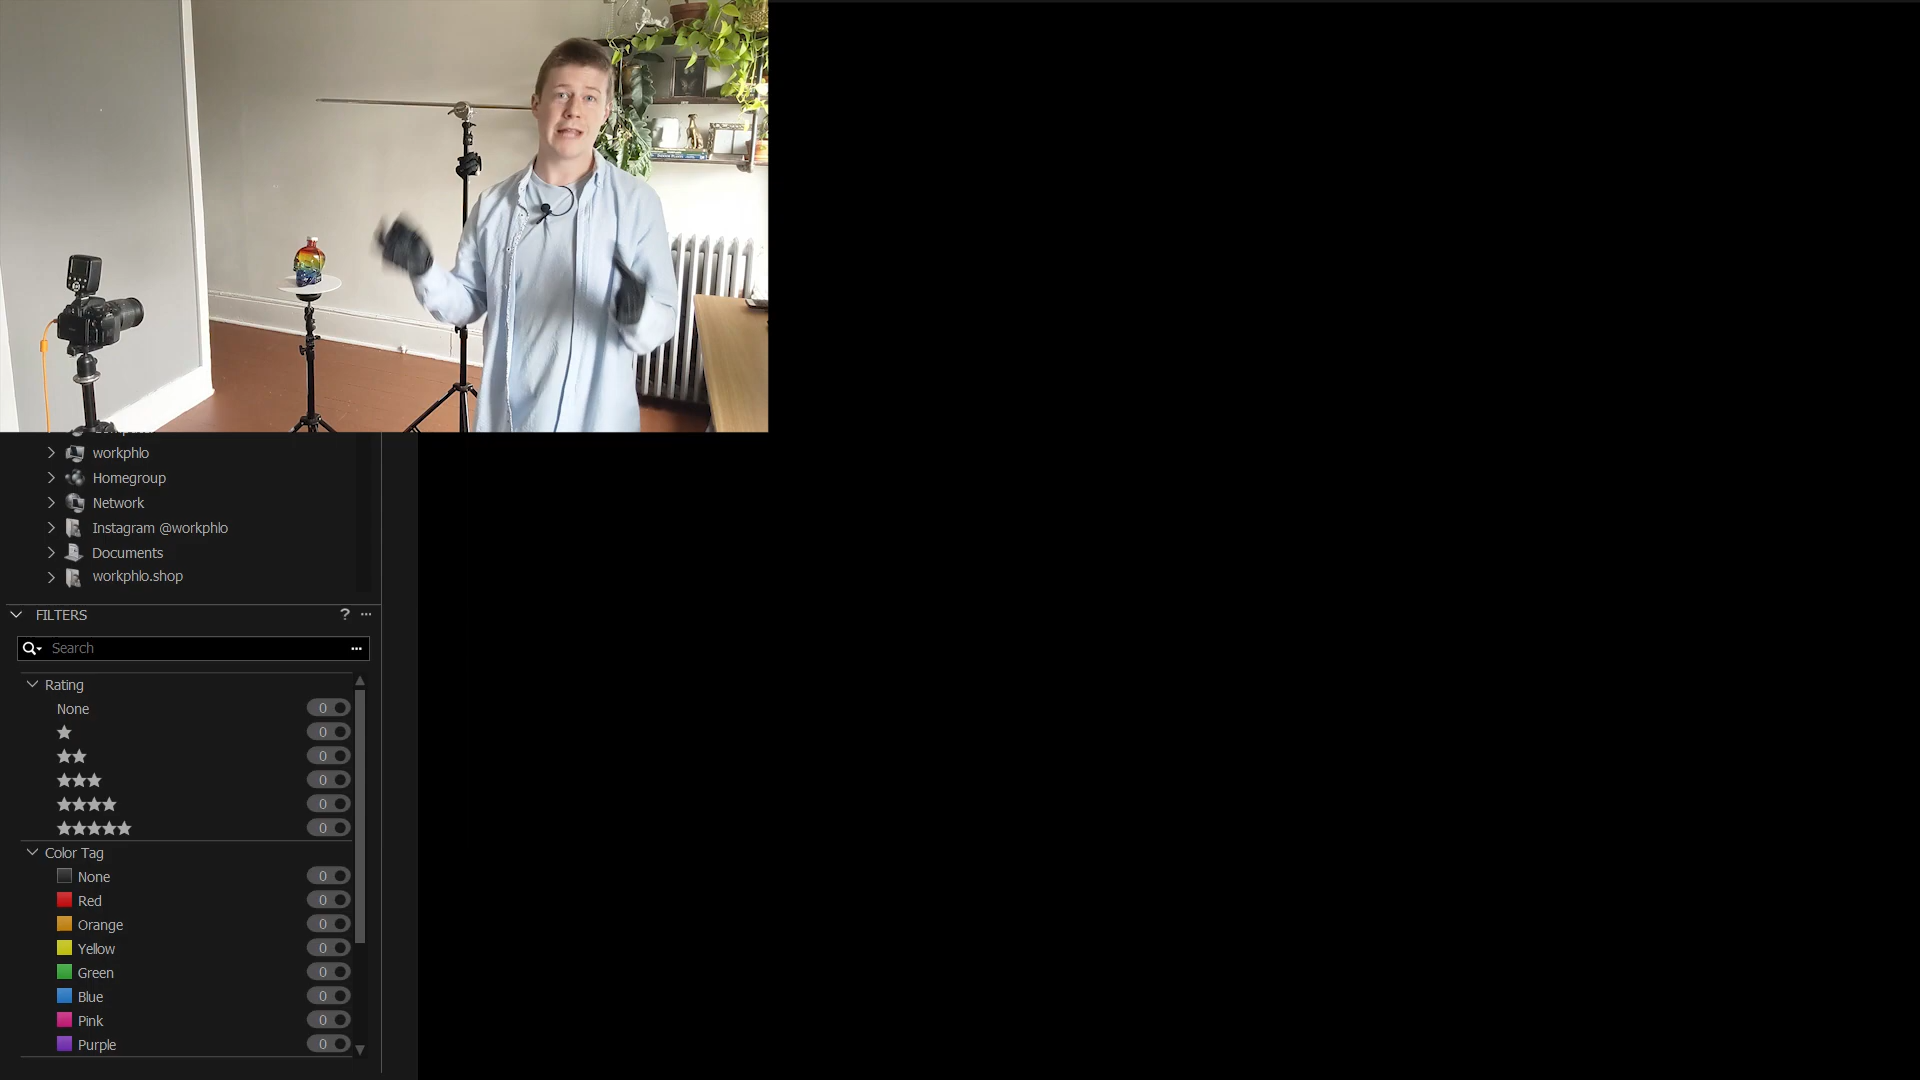 workphlo
Homegroup
Network
Instagram @workphlo
Documents
workphlo.shop
FILTERS ? ...
Search ...
Rating
None 0
0
0
0
0
0
Color Tag
None 0
Red 0
Orange 0
Yellow 0
Green 0
Blue 0
Pink 0
Purple 0